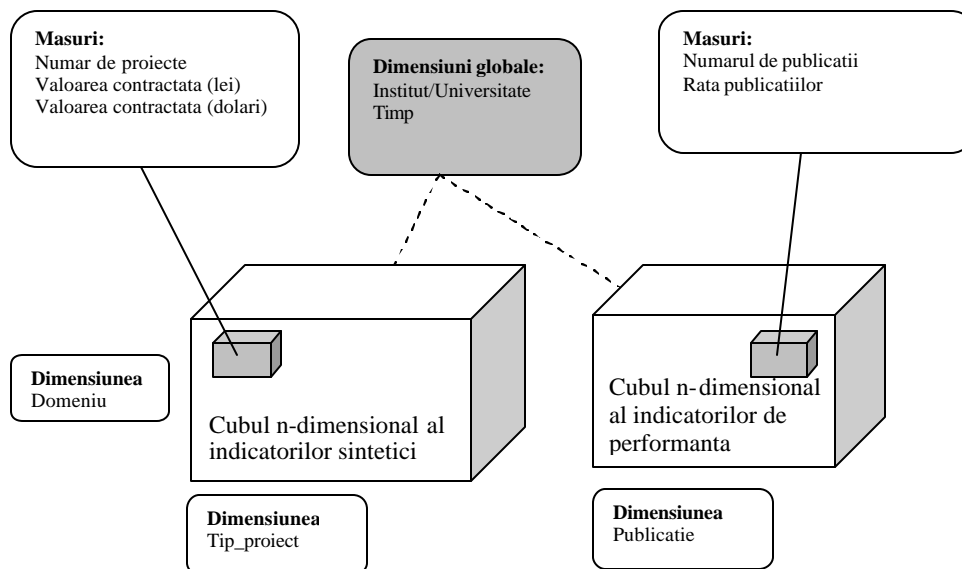 Masuri:
Numar de proiecte
Valoarea contractata (lei)
Valoarea contractata (dolari)
Dimensiuni globale:
Institut/Universitate
Timp
Masuri:
Numarul de publicatii
Rata publicatiilor
Dimensiunea
Domeniu
Cubul n-dimensional al
indicatorilor sintetici
Cubul n-dimensional
al indicatorilor de
performanta
Dimensiunea
Tip_proiect
Dimensiunea
Publicatie